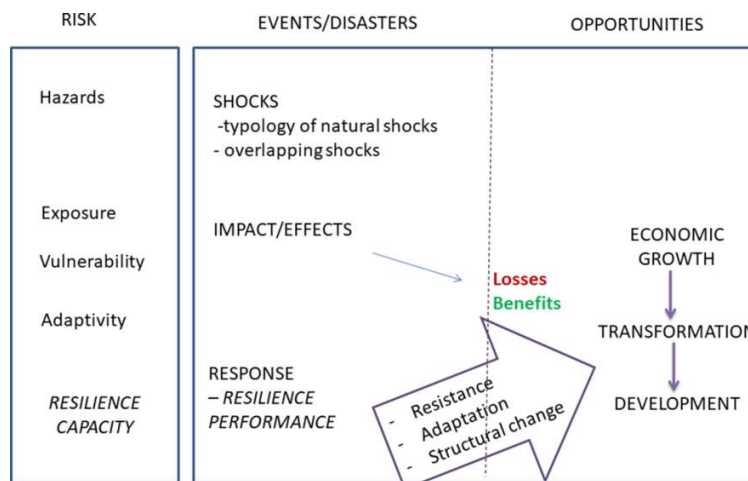 RISK
EVENTS/DISASTERS
OPPORTUNITIES
Hazards
Exposure
Vulnerability
Adaptivity
RESILIENCE
CAPACITY
SHOCKS
-typology of natural shocks
- overlapping shocks
IMPACT/EFFECTS
Losses
Benefits
RESPONSE
– RESILIENCE
PERFORMANCE
- Resistance
- Adaptation
- Structural change
ECONOMIC
GROWTH
TRANSFORMATION
DEVELOPMENT